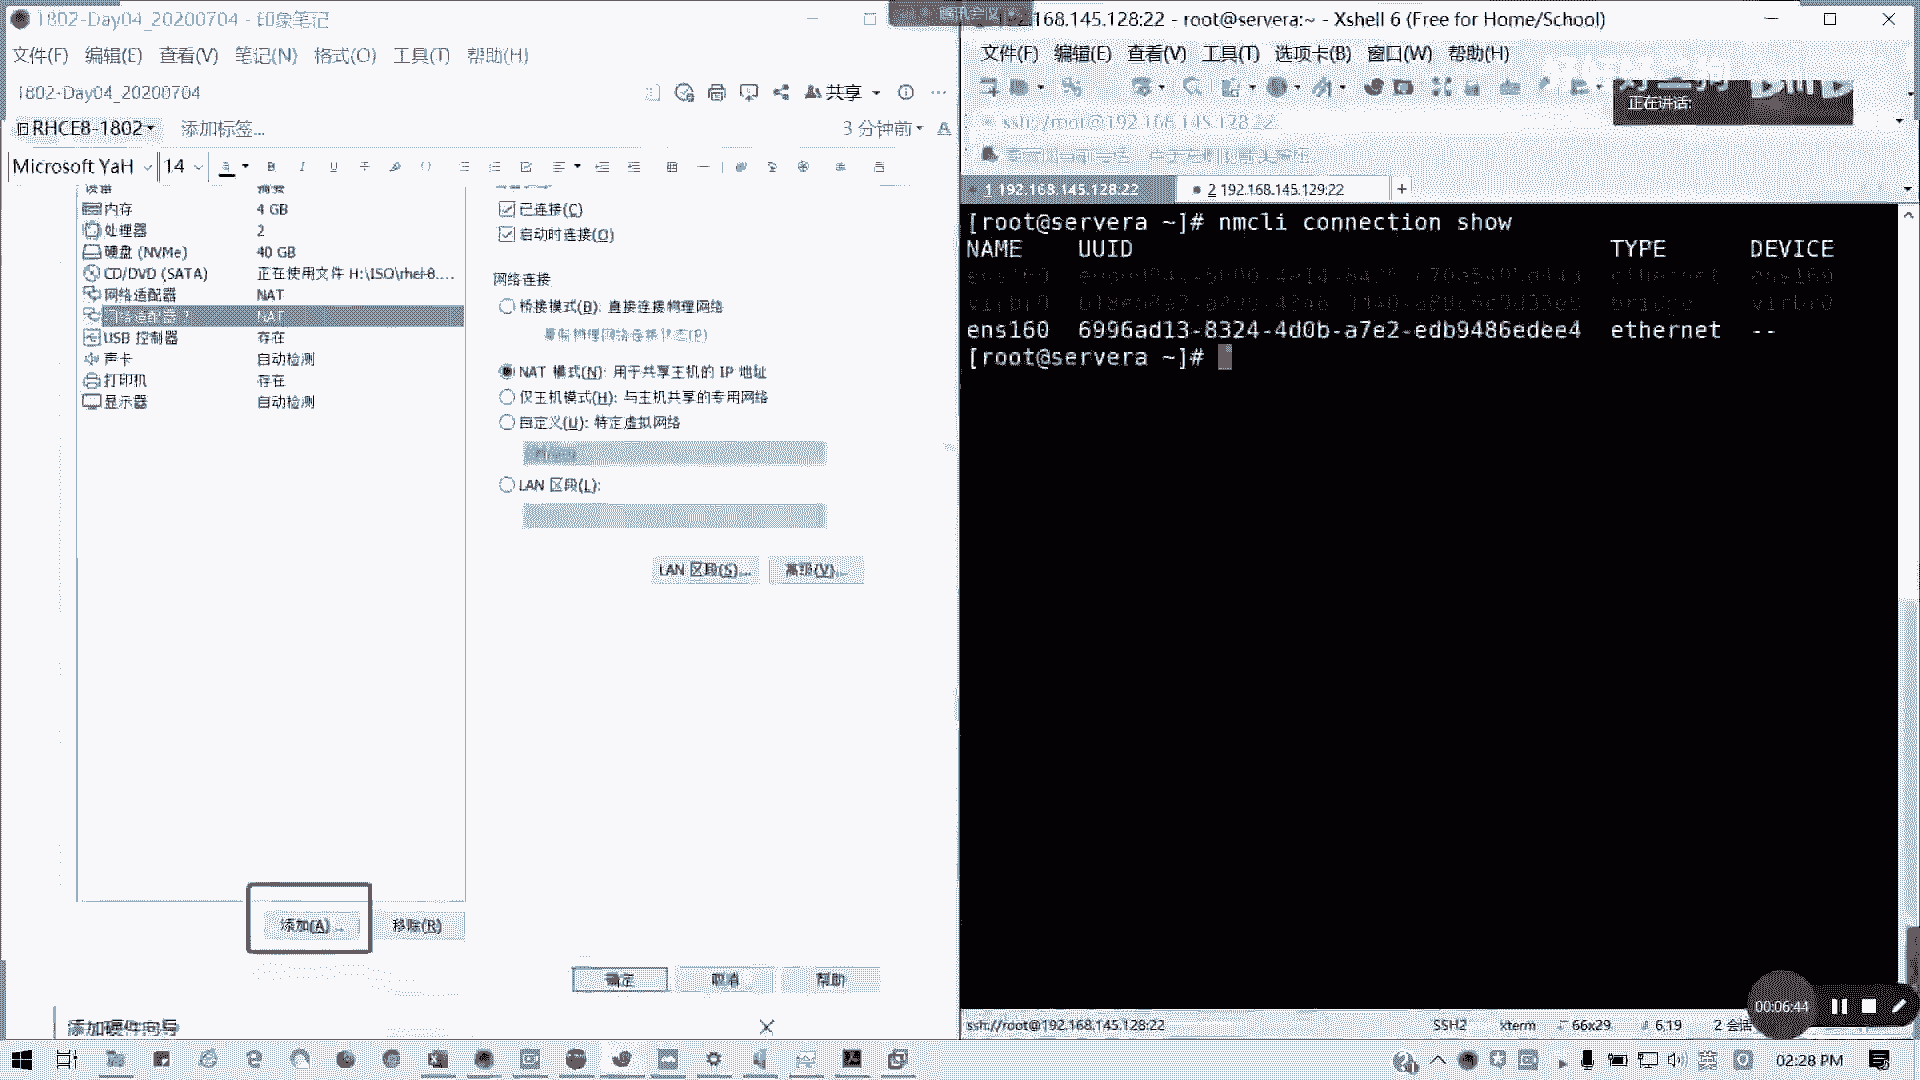 1802-Day04_20200704 - 印象笔记
文件(F) 编辑(E) 查看(V) 笔记(N) 格式(O) 工具(T) 帮助(H)
1802-Day04_20200704
共享
RHCE8-1802
添加标签...
3 分钟前
Microsoft YaH
14
设备 摘要
内存 4 GB
处理器 2
硬盘 (NVMe) 40 GB
CD/DVD (SATA) 正在使用文件 H:\ISO\rhel-8....
网络适配器 NAT
网络适配器 2 NAT
USB 控制器 存在
声卡 自动检测
打印机 存在
显示器 自动检测
已连接(C)
启动时连接(O)
网络连接
桥接模式(B): 直接连接物理网络
复制物理网络连接状态(P)
NAT 模式(N): 用于共享主机的 IP 地址
仅主机模式(H): 与主机共享的专用网络
自定义(U): 特定虚拟网络
LAN 区段(L):
LAN 区段(S)...
高级(V)...
添加(A)...
移除(R)
确定
取消
帮助
添加硬件向导
腾讯会议
192.168.145.128:22 - root@servera:~ - Xshell 6 (Free for Home/School)
文件(F) 编辑(E) 查看(V) 工具(T) 选项卡(B) 窗口(W) 帮助(H)
正在讲话:
ssh://root@192.168.145.128:22
1 192.168.145.128:22
2 192.168.145.129:22
[root@servera ~]# nmcli connection show
NAME UUID TYPE DEVICE
ens160 ethernet ens160
virbr0 bridge virbr0
ens160 6996ad13-8324-4d0b-a7e2-edb9486edee4 ethernet --
[root@servera ~]#
00:06:44
ssh://root@192.168.145.128:22
SSH2
xterm
66x29
6,19
2 会话
英
02:28 PM